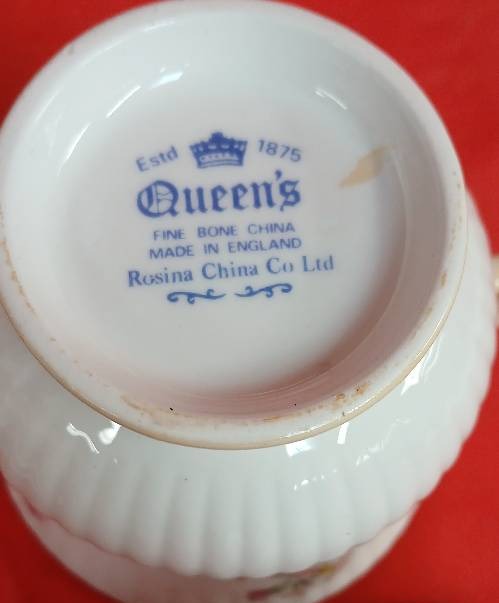 Estd 1875
Queen's
FINE BONE CHINA
MADE IN ENGLAND
Rosina China Co Ltd